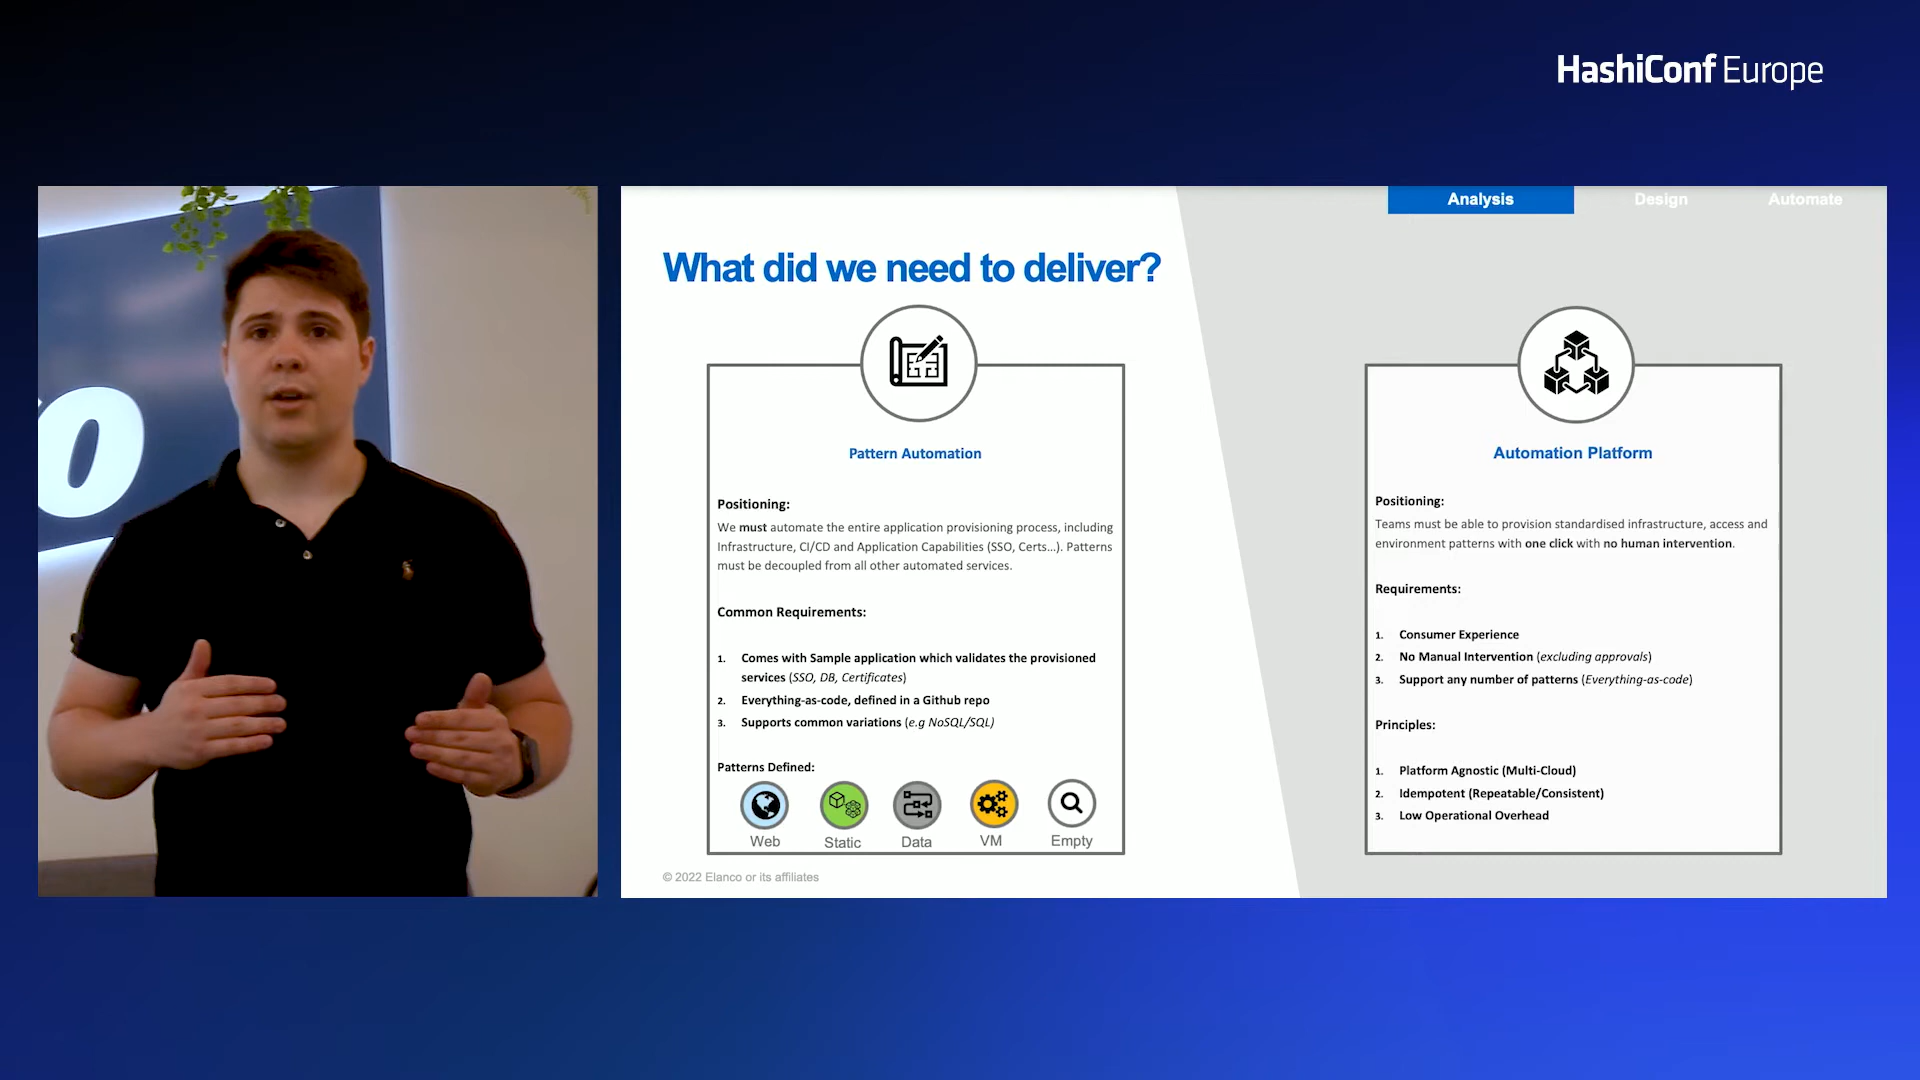 HashiConf Europe
Analysis
Design
Automate
What did we need to deliver?
Pattern Automation
Positioning:
We must automate the entire application provisioning process, including
Infrastructure, CI/CD and Application Capabilities (SSO, Certs...). Patterns
must be decoupled from all other automated services.
Common Requirements:
1. Comes with Sample application which validates the provisioned
services (SSO, DB, Certificates)
2. Everything-as-code, defined in a Github repo
3. Supports common variations (e.g NoSQL/SQL)
Patterns Defined:
Web
Static
Data
VM
Empty
Automation Platform
Positioning:
Teams must be able to provision standardised infrastructure, access and
environment patterns with one click with no human intervention.
Requirements:
1. Consumer Experience
2. No Manual Intervention (excluding approvals)
3. Support any number of patterns (Everything-as-code)
Principles:
1. Platform Agnostic (Multi-Cloud)
2. Idempotent (Repeatable/Consistent)
3. Low Operational Overhead
© 2022 Elanco or its affiliates
o